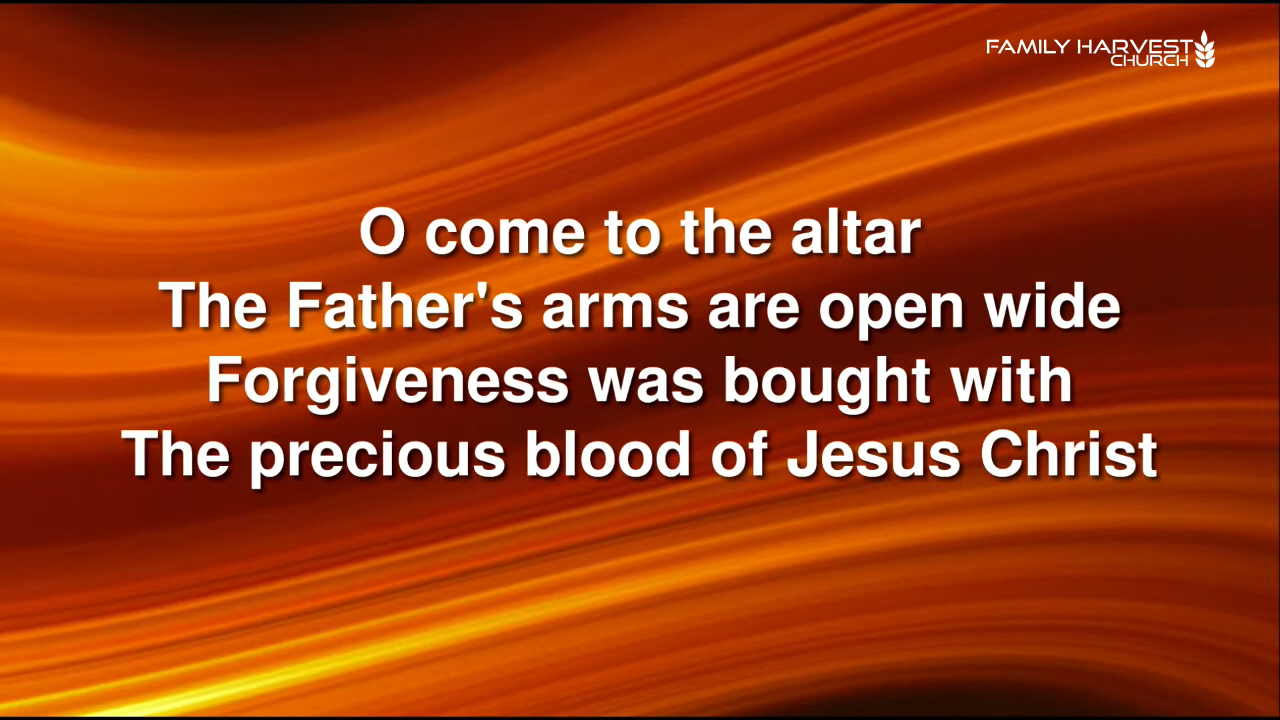 FAMILY HARVEST
CHURCH
O come to the altar
The Father's arms are open wide
Forgiveness was bought with
The precious blood of Jesus Christ